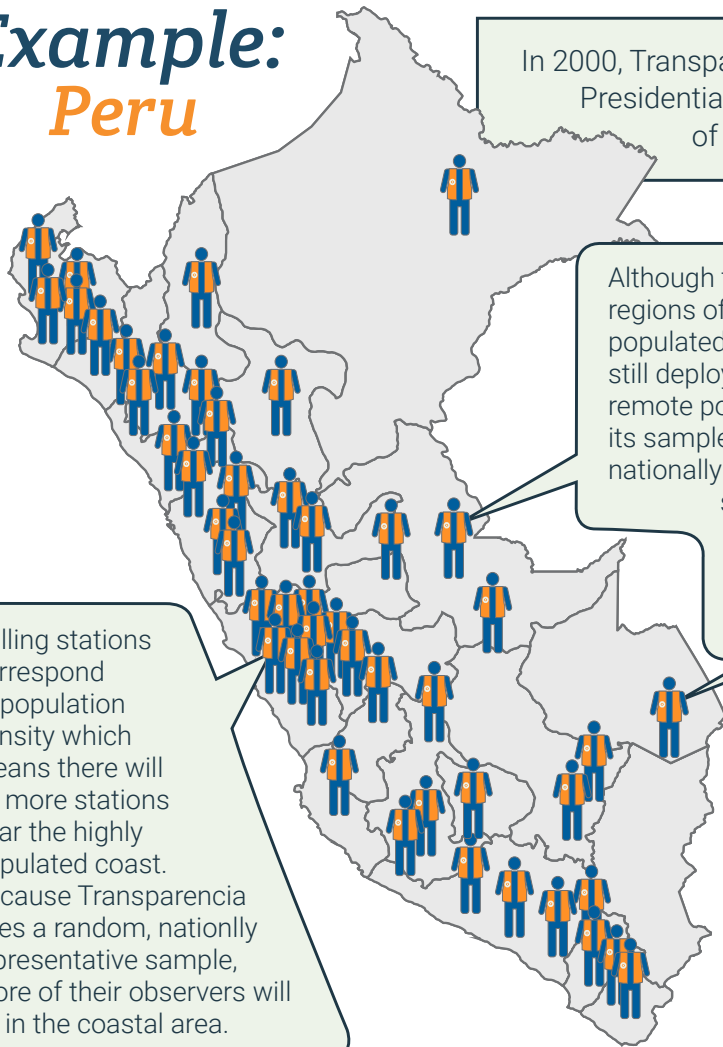 Example:
Peru
In 2000, Transpa
Presidentia
of
Although t
regions of
populated
still deploy
remote po
its sample
nationally
s
lling stations
rrespond
population
nsity which
eans there will
more stations
ar the highly
pulated coast.
cause Transparencia
es a random, nationlly
presentative sample,
ore of their observers will
in the coastal area.